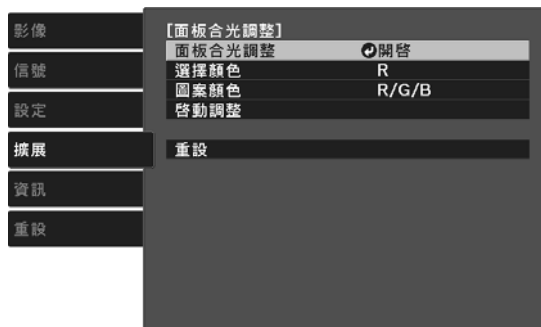 影像
信號
設定
擴展
資訊
重設
[面板合光調整]
面板合光調整 開啓
選擇顏色 R
圖案顏色 R/G/B
啓動調整
重設